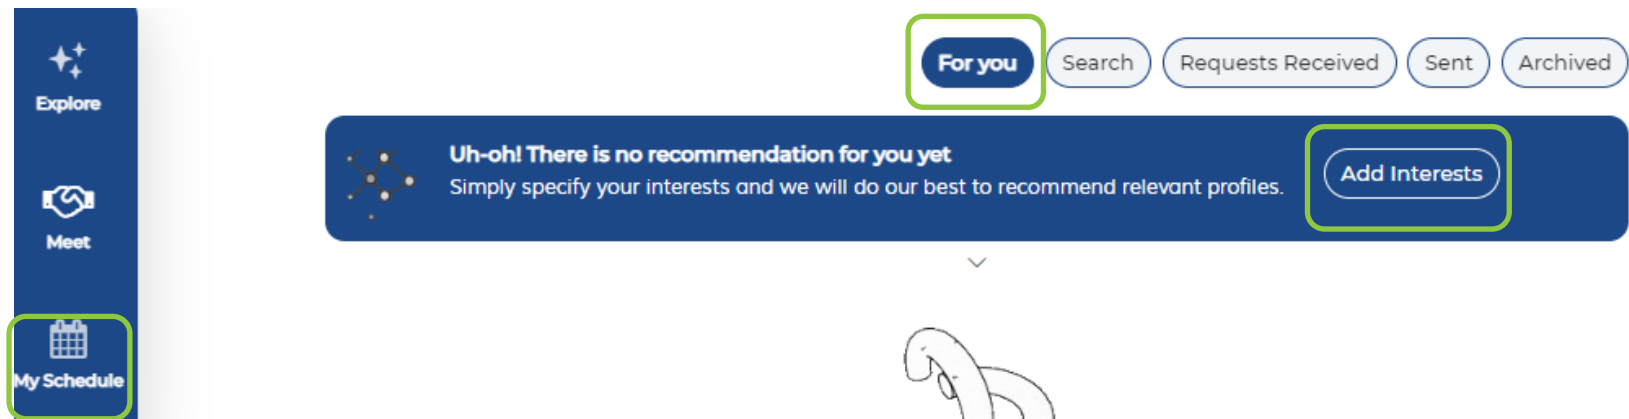 Explore
Meet
My Schedule
For you
Search
Requests Received
Sent
Archived
Uh-oh! There is no recommendation for you yet
Simply specify your interests and we will do our best to recommend relevant profiles.
Add Interests